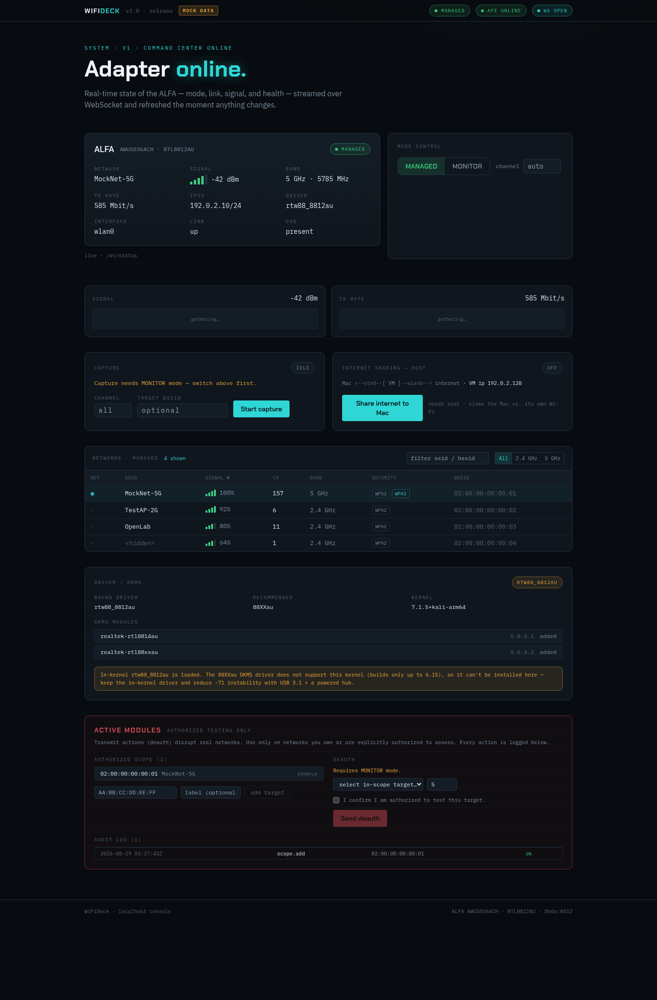 WIFIDECK v2.0 · release MOCK DATA MANAGED API ONLINE WS OPEN
SYSTEM · V1 · COMMAND CENTER ONLINE
Adapter online.
Real-time state of the ALFA — mode, link, signal, and health — streamed over
WebSocket and refreshed the moment anything changes.
ALFA AWUS036ACH · RTL8812AU MANAGED
NETWORK SIGNAL BAND
MockNet-5G -42 dBm 5 GHz · 5785 MHz
TX RATE IPV4 DRIVER
585 Mbit/s 192.0.2.10/24 rtw88_8812au
INTERFACE LINK USB
wlan0 up present
live · /ws/status
MODE CONTROL
MANAGED MONITOR channel auto
SIGNAL -42 dBm
gathering…
TX RATE 585 Mbit/s
gathering…
CAPTURE IDLE
Capture needs MONITOR mode — switch above first.
CHANNEL TARGET BSSID
all optional Start capture
INTERNET SHARING → HOST OFF
Mac <--eth0--[ VM ]--wlan0--> internet · VM ip 192.0.2.128
Share internet to
Mac
needs root · slows the Mac vs. its own Wi-
Fi
NETWORKS · MANAGED 4 shown filter ssid / bssid All 2.4 GHz 5 GHz
NET SSID SIGNAL ▼ CH BAND SECURITY BSSID
◉ MockNet-5G 100% 157 5 GHz WPA2 WPA3 02:00:00:00:00:01
· TestAP-2G 92% 6 2.4 GHz WPA2 02:00:00:00:00:02
· OpenLab 80% 11 2.4 GHz WPA2 02:00:00:00:00:03
· <hidden> 64% 1 2.4 GHz WPA2 02:00:00:00:00:04
DRIVER / DKMS RTW88_8812AU
BOUND DRIVER RECOMMENDED KERNEL
rtw88_8812au 88XXau 7.1.5+kali-arm64
DKMS MODULES
realtek-rtl8814au 5.8.5.1 added
realtek-rtl88xxau 5.6.4.2 added
In-kernel rtw88_8812au is loaded. The 88XXau DKMS driver does not support this kernel (builds only up to 6.15), so it can't be installed here —
keep the in-kernel driver and reduce -71 instability with USB 3.1 + a powered hub.
ACTIVE MODULES AUTHORIZED TESTING ONLY
Transmit actions (deauth) disrupt real networks. Use only on networks you own or are explicitly authorized to assess. Every action is logged below.
AUTHORIZED SCOPE (1)
02:00:00:00:00:01 MockNet-5G remove
AA:BB:CC:DD:EE:FF label (optional add target
DEAUTH
Requires MONITOR mode.
select in-scope target… 5
I confirm I am authorized to test this target.
Send deauth
AUDIT LOG (1)
2026-08-29 03:27:43Z scope.add 02:00:00:00:00:01 ok
WiFiDeck · localhost console ALFA AWUS036ACH · RTL8812AU · 0bda:8812